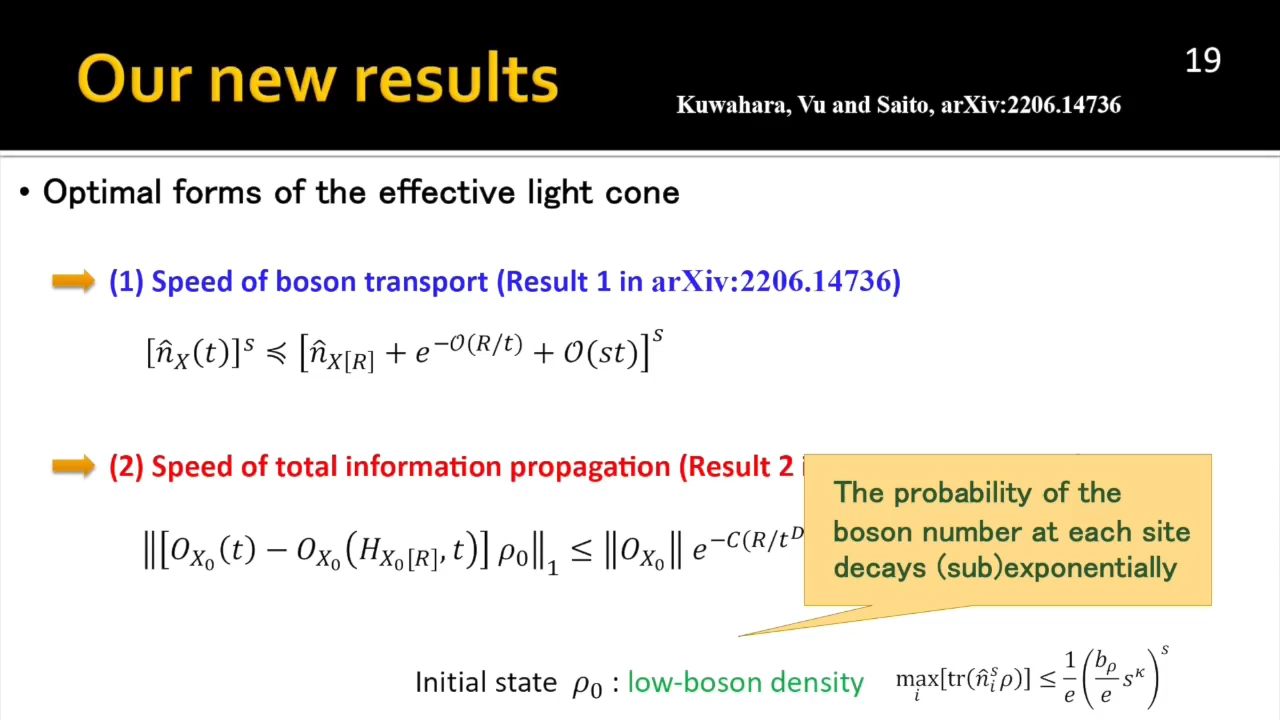 Our new results
19
Kuwahara, Vu and Saito, arXiv:2206.14736
• Optimal forms of the effective light cone
(1) Speed of boson transport (Result 1 in arXiv:2206.14736)
[n̂_X(t)]^s ≼ [n̂_{X[R]} + e^{−𝒪(R/t)} + 𝒪(st)]^s
(2) Speed of total information propagation (Result 2 i
‖[O_{X_0}(t) − O_{X_0}(H_{X_0[R]}, t)] ρ_0‖_1 ≤ ‖O_{X_0}‖ e^{−C(R/t^D
The probability of the
boson number at each site
decays (sub)exponentially
Initial state ρ_0 : low-boson density max_i[tr(n̂_i^s ρ)] ≤ 1/e (b_ρ/e s^κ)^s